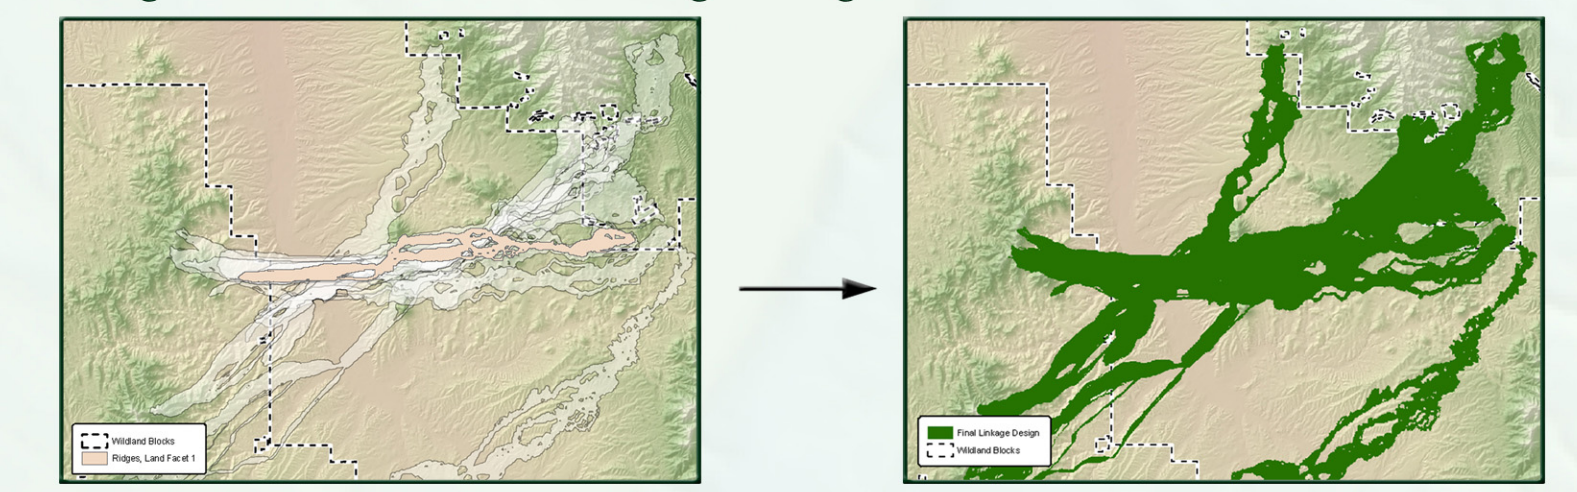 Wildland Blocks
Ridges, Land Facet 1
Final Linkage Design
Wildland Blocks